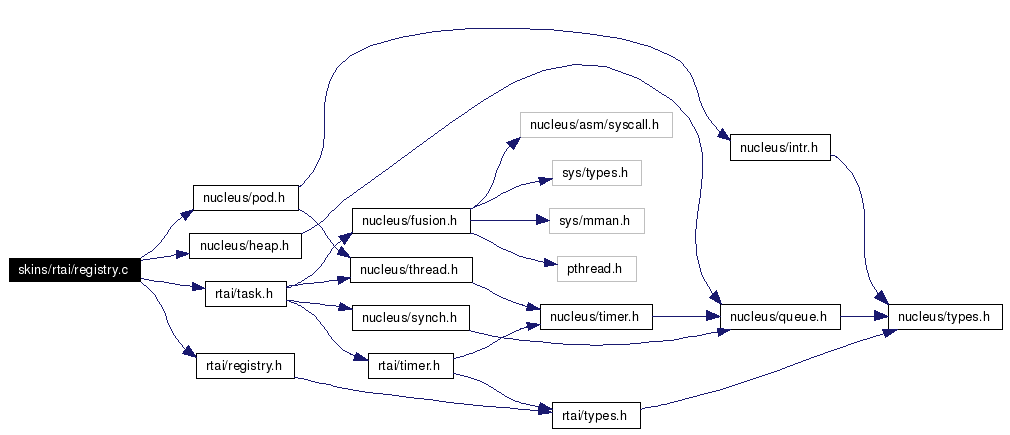 nucleus/asm/syscall.h
nucleus/intr.h
sys/types.h
nucleus/pod.h
nucleus/fusion.h
sys/mman.h
nucleus/heap.h
skins/rtai/registry.c
nucleus/thread.h
pthread.h
rtai/task.h
nucleus/synch.h
nucleus/timer.h
nucleus/queue.h
nucleus/types.h
rtai/registry.h
rtai/timer.h
rtai/types.h